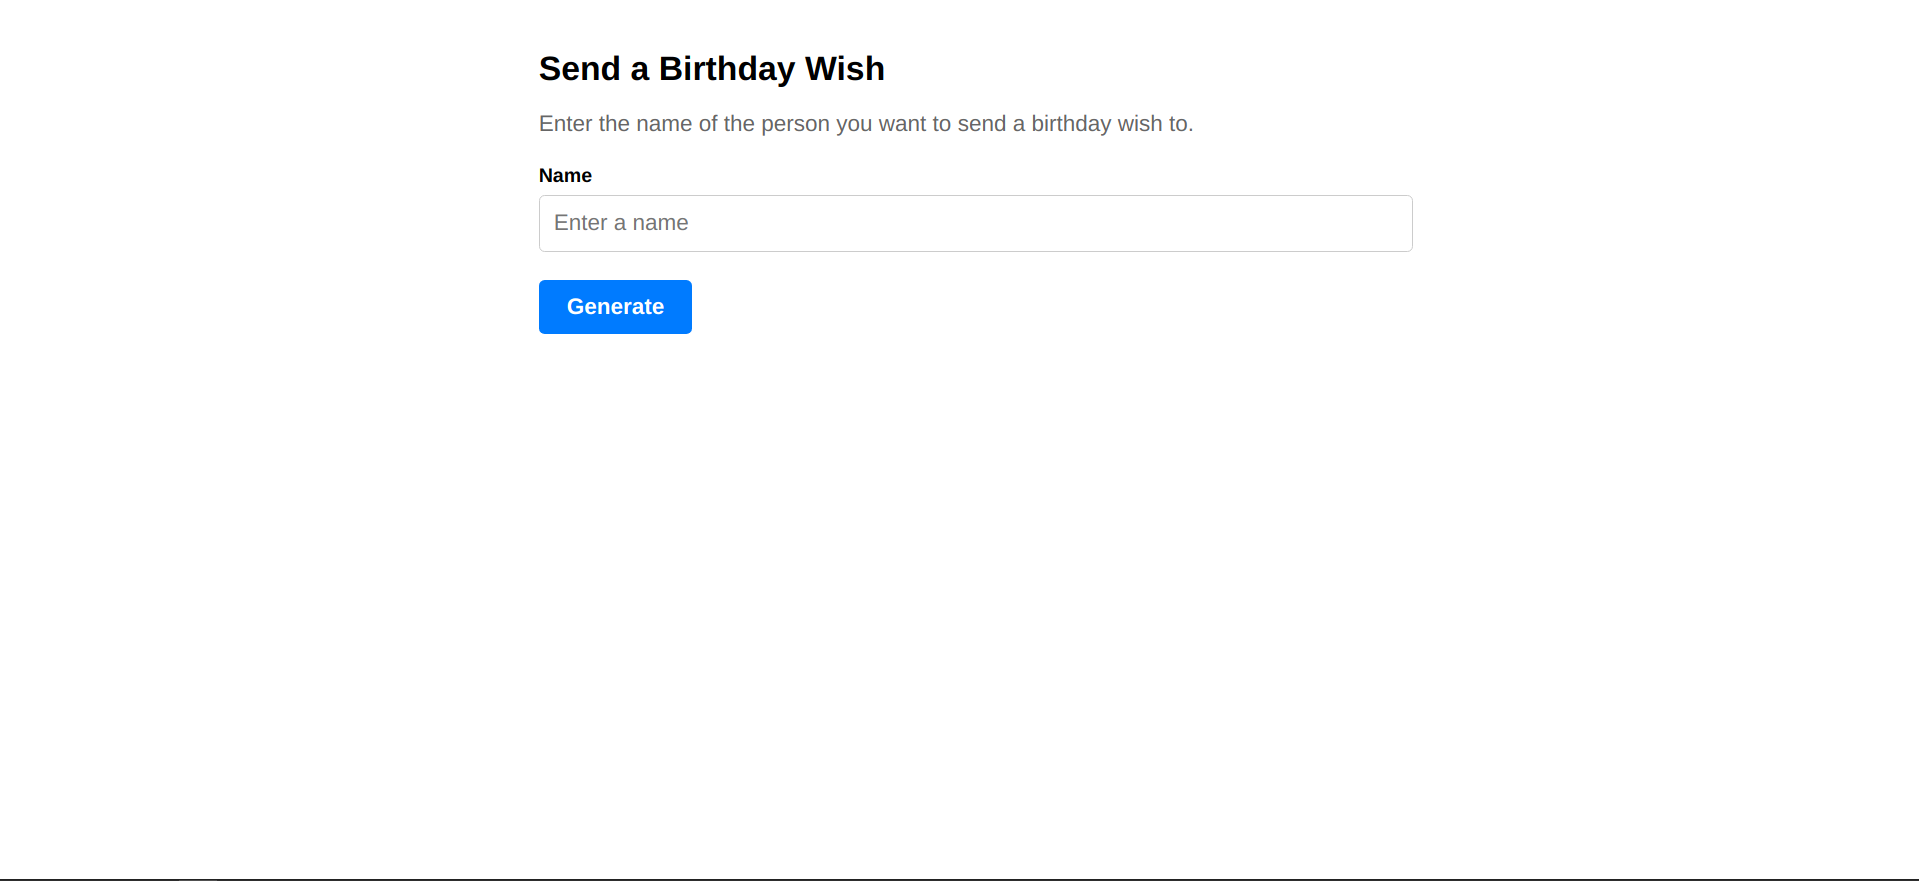 Send a Birthday Wish
Enter the name of the person you want to send a birthday wish to.
Name
Enter a name
Generate